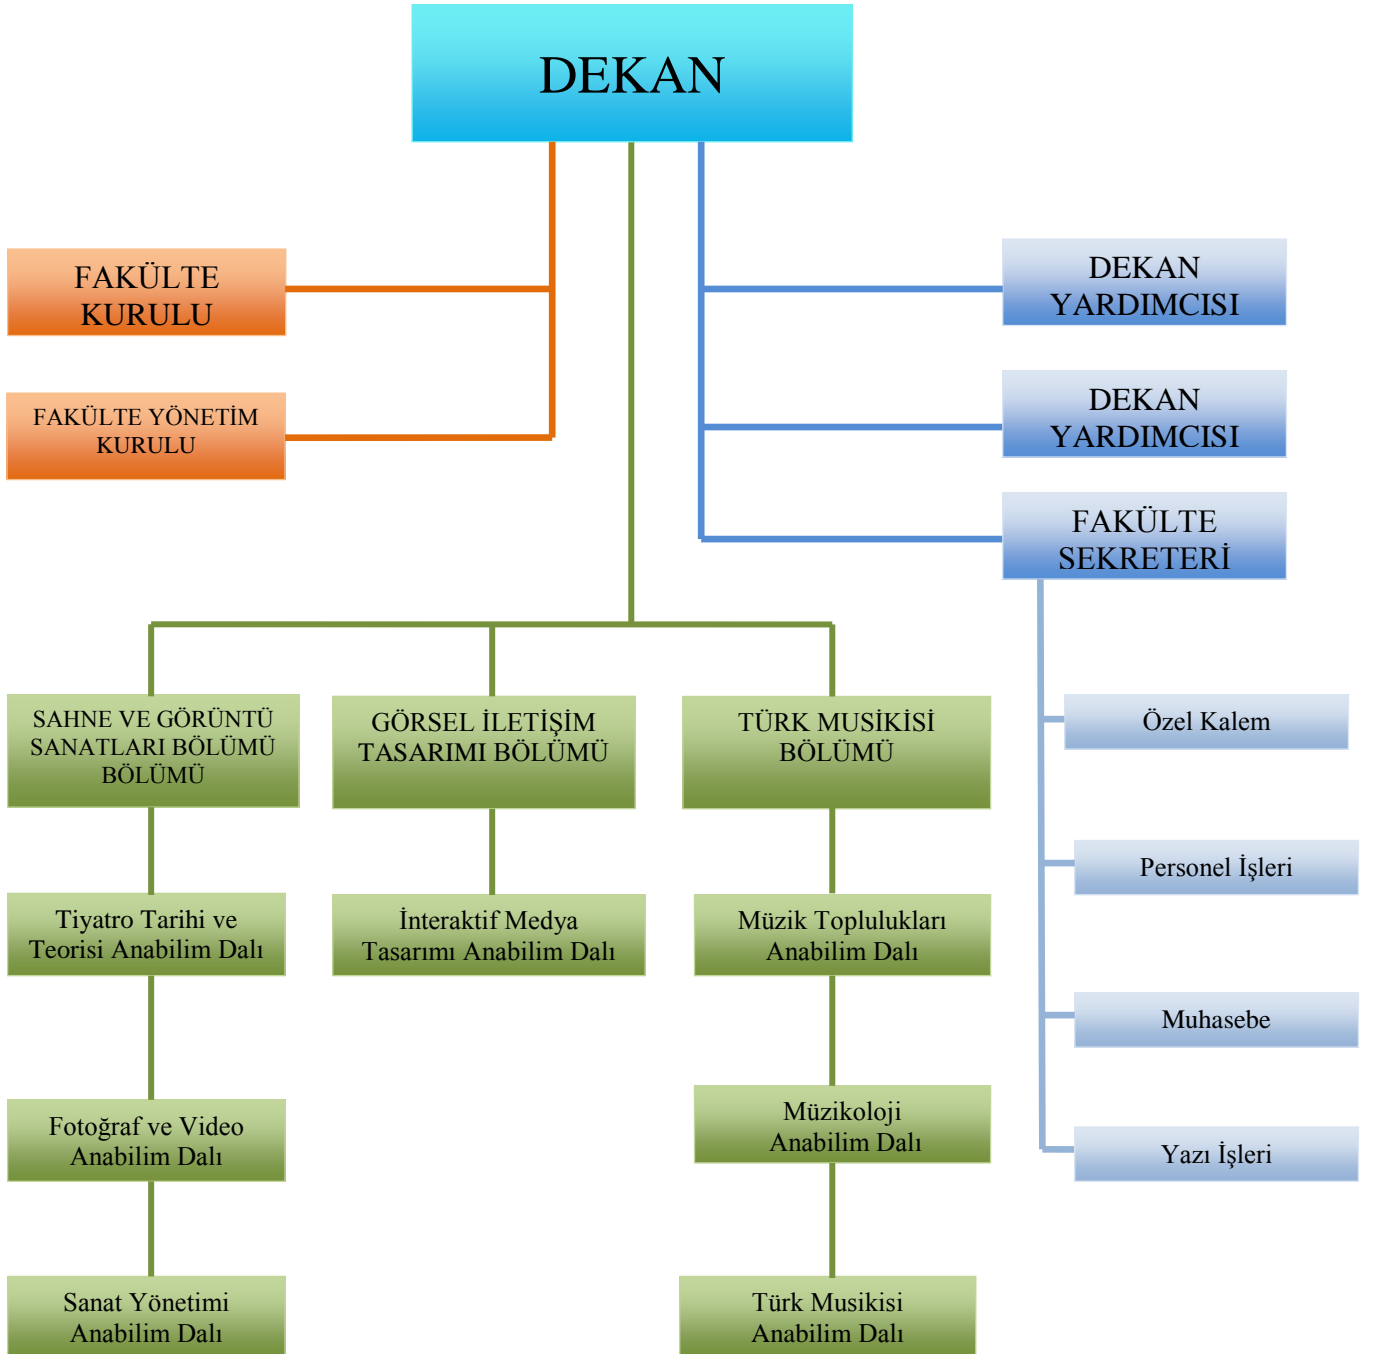 DEKAN
FAKÜLTE
KURULU
DEKAN
YARDIMCISI
FAKÜLTE YÖNETİM
KURULU
DEKAN
YARDIMCISI
FAKÜLTE
SEKRETERİ
SAHNE VE GÖRÜNTÜ
SANATLARI BÖLÜMÜ
BÖLÜMÜ
GÖRSEL İLETİŞİM
TASARIMI BÖLÜMÜ
TÜRK MUSIKİSİ
BÖLÜMÜ
Özel Kalem
Personel İşleri
Tiyatro Tarihi ve
Teorisi Anabilim Dalı
İnteraktif Medya
Tasarımı Anabilim Dalı
Müzik Toplulukları
Anabilim Dalı
Muhasebe
Fotoğraf ve Video
Anabilim Dalı
Müzikoloji
Anabilim Dalı
Yazı İşleri
Sanat Yönetimi
Anabilim Dalı
Türk Musikisi
Anabilim Dalı